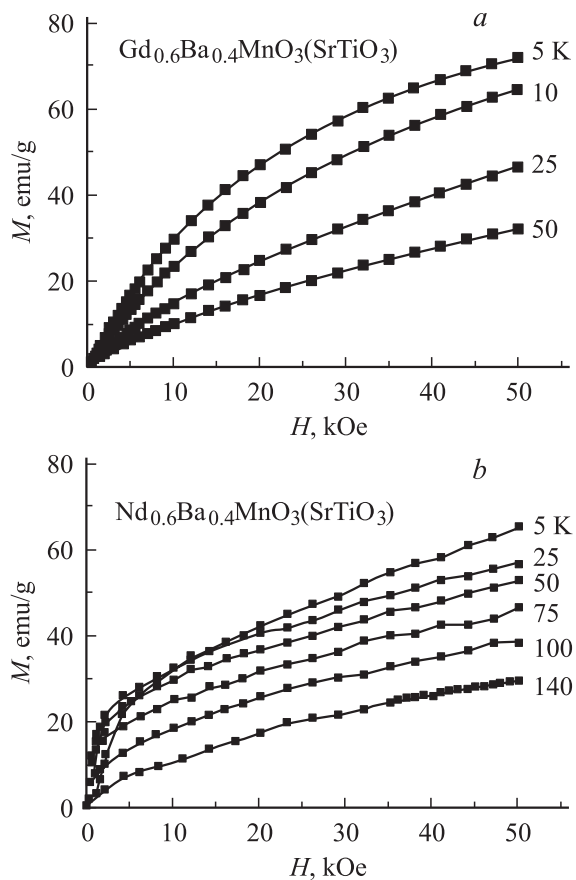 a
80
Gd0.6Ba0.4MnO3(SrTiO3)
5 K
10
60
M, emu/g
40
25
50
20
0
0 10 20 30 40 50
H, kOe
b
80
Nd0.6Ba0.4MnO3(SrTiO3)
5 K
60
25
50
M, emu/g
75
40
100
140
20
0
0 10 20 30 40 50
H, kOe